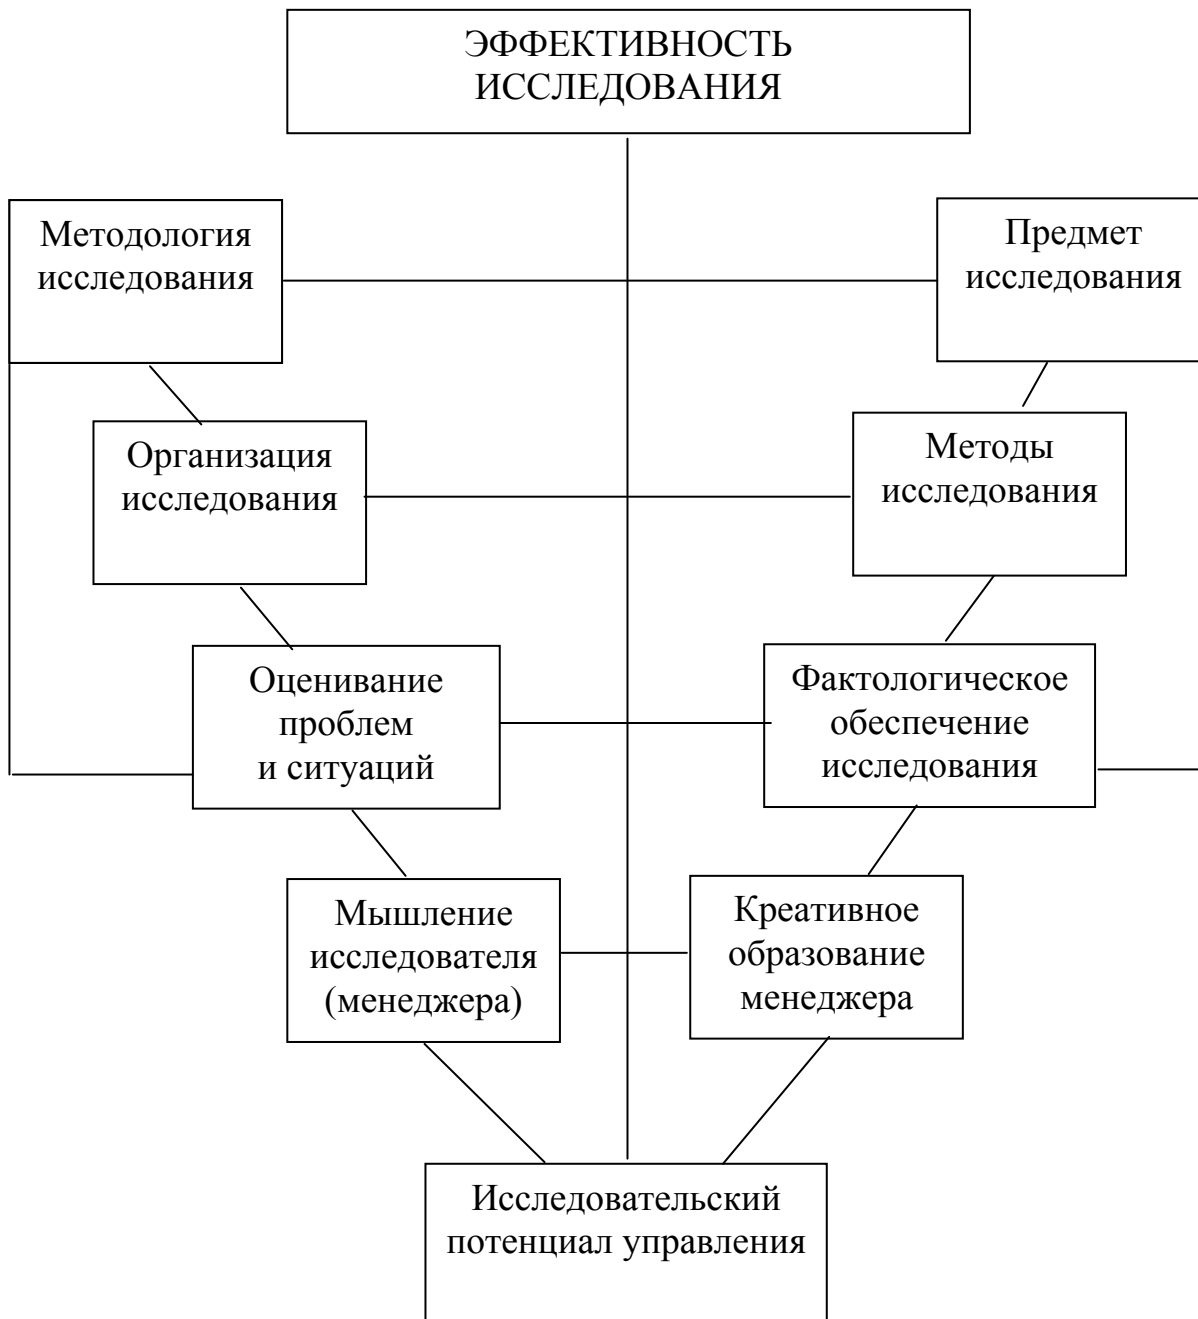 ЭФФЕКТИВНОСТЬ
ИССЛЕДОВАНИЯ
Методология
исследования
Предмет
исследования
Организация
исследования
Методы
исследования
Оценивание
проблем
и ситуаций
Фактологическое
обеспечение
исследования
Мышление
исследователя
(менеджера)
Креативное
образование
менеджера
Исследовательский
потенциал управления